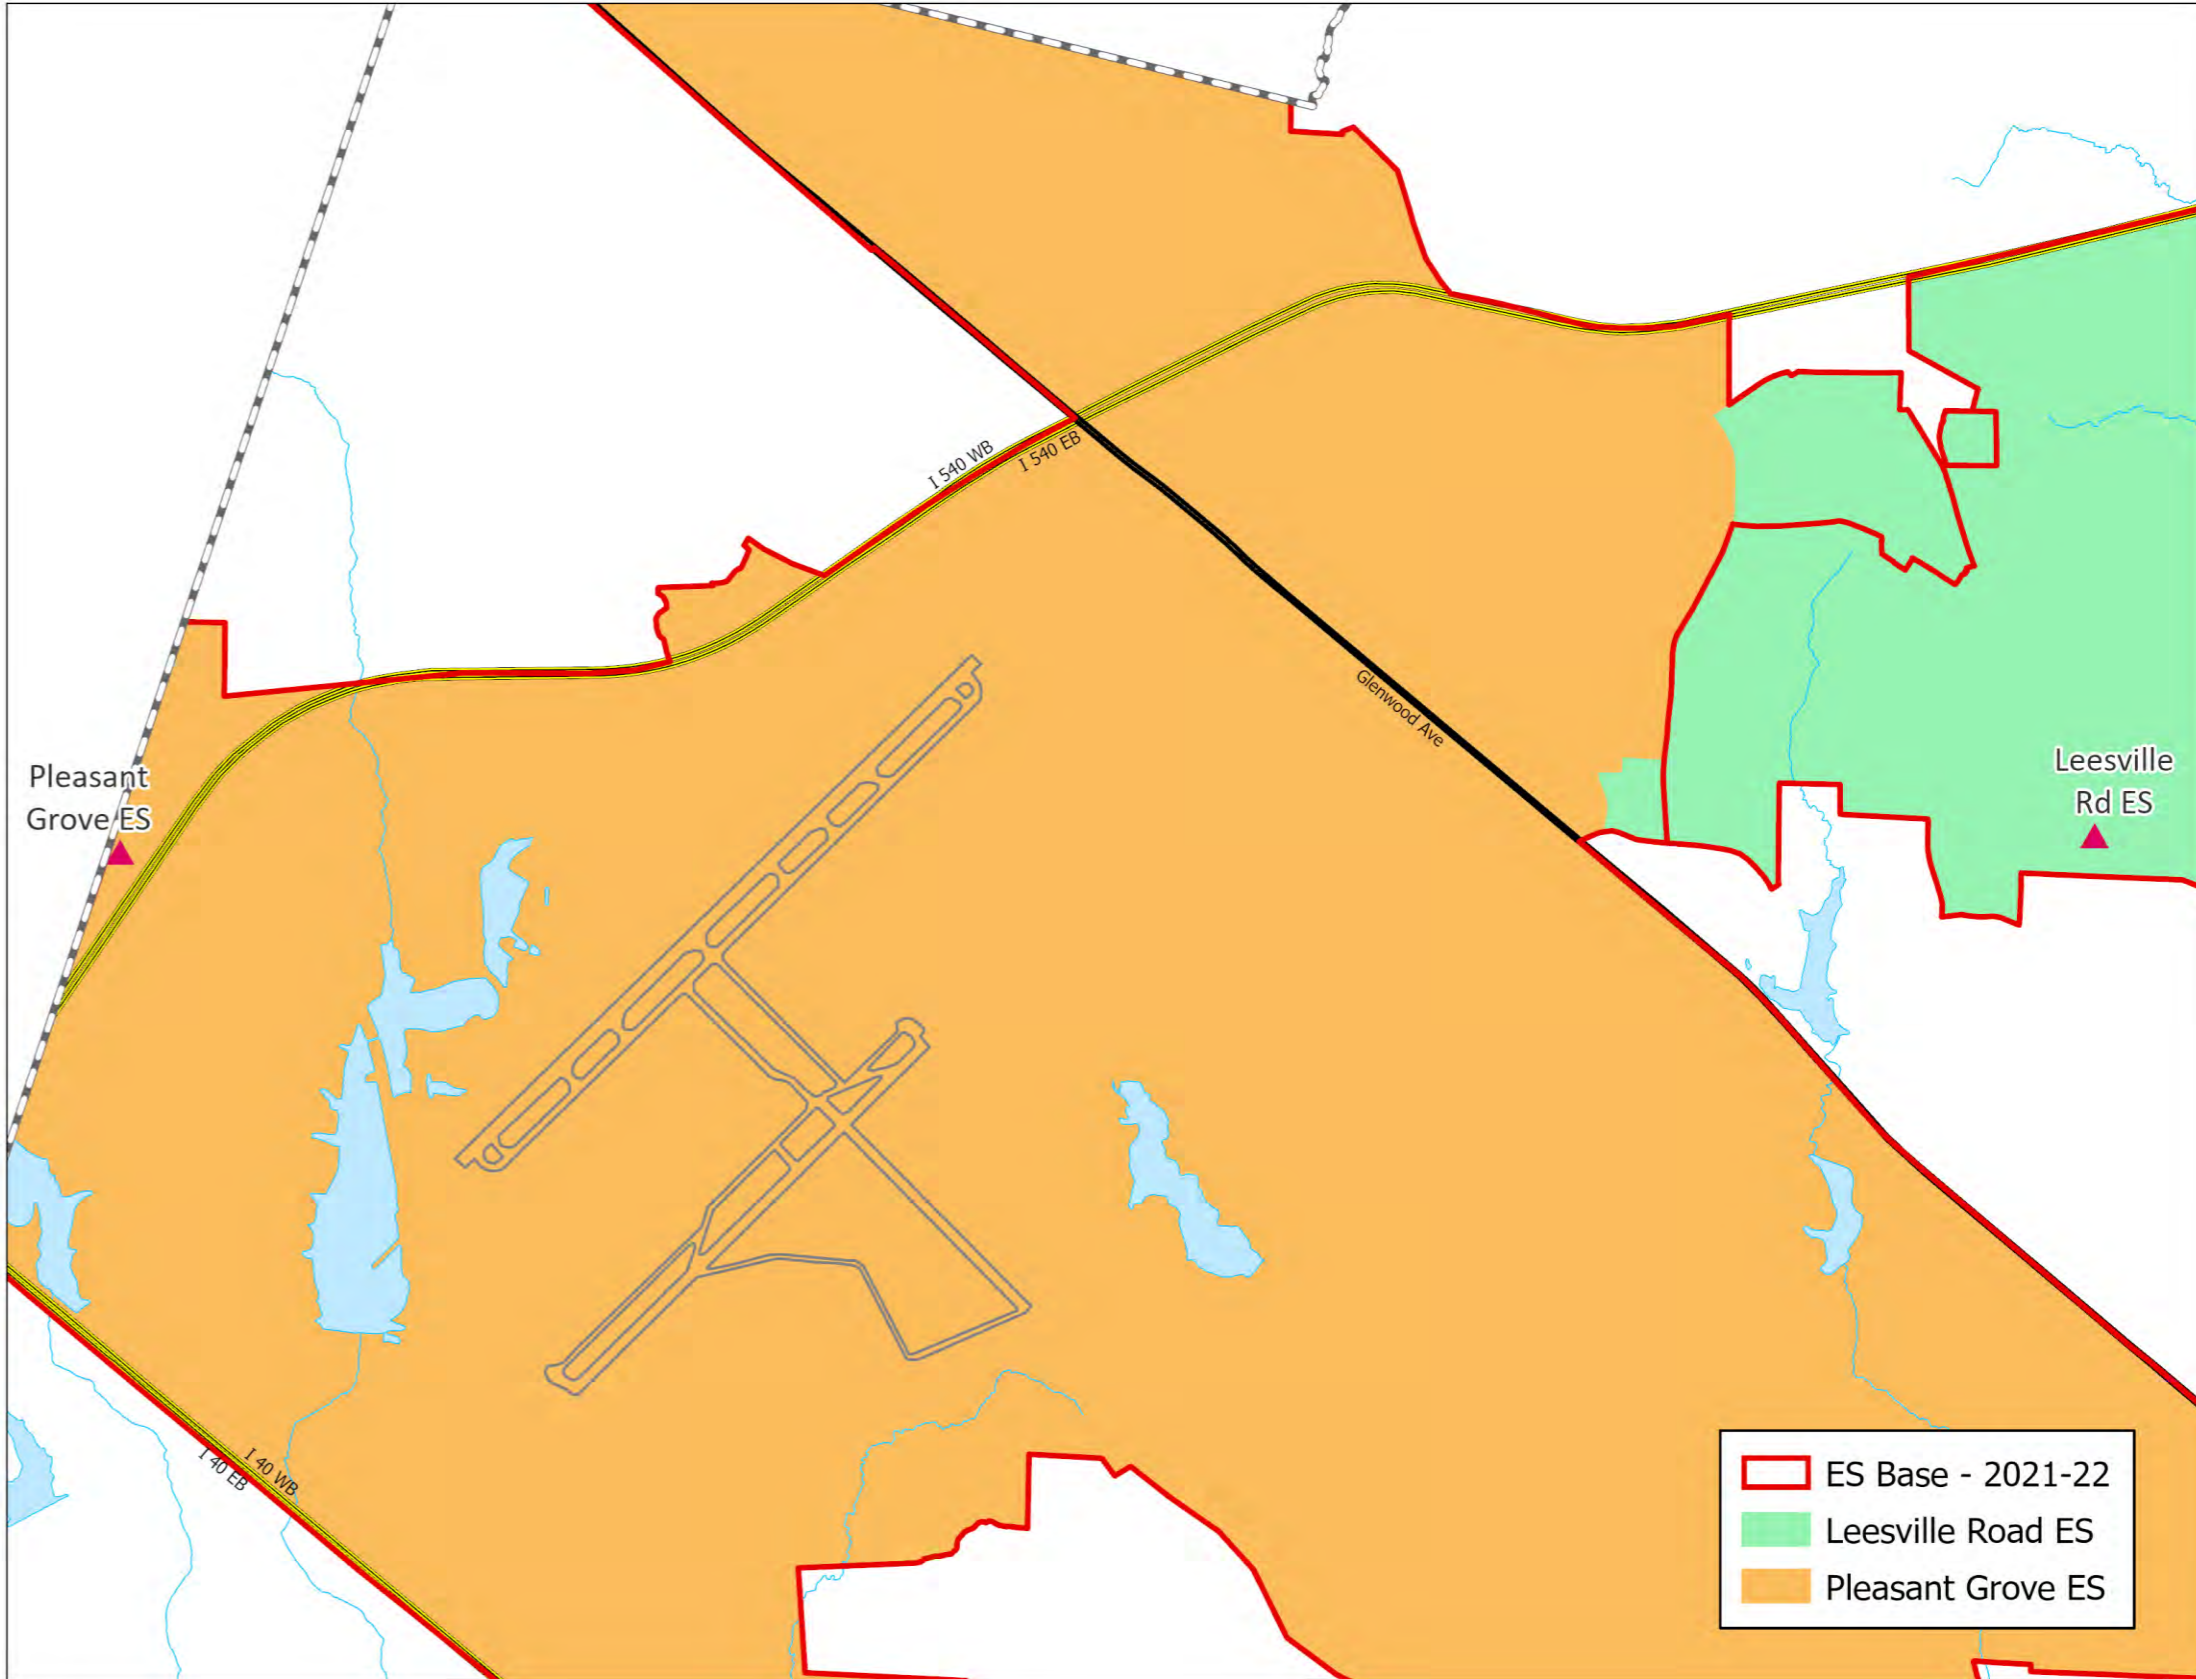 I 540 WB
I 540 EB
Glenwood Ave
Pleasant
Grove ES
Leesville
Rd ES
I 40 WB
I 40 EB
ES Base - 2021-22
Leesville Road ES
Pleasant Grove ES